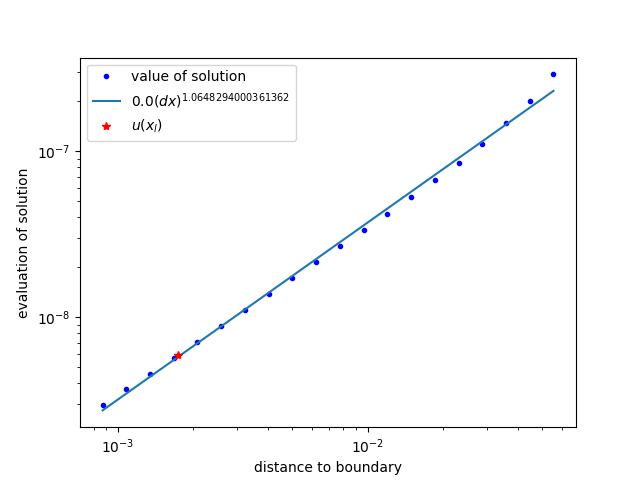 value of solution
0.0(dx)^1.0648294000361362
u(x_l)
10^-7
10^-8
evaluation of solution
10^-3
10^-2
distance to boundary